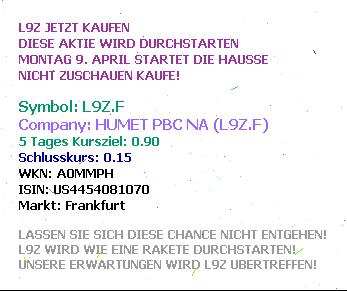 L9Z JETZT KAUFEN
DIESE AKTIE WIRD DURCHSTARTEN
MONTAG 9. APRIL STARTET DIE HAUSSE
NICHT ZUSCHAUEN KAUFE!
Symbol: L9Z.F
Company: HUMET PBC NA (L9Z.F)
5 Tages Kursziel: 0.90
Schlusskurs: 0.15
WKN: A0MMPH
ISIN: US4454081070
Markt: Frankfurt
LASSEN SIE SICH DIESE CHANCE NICHT ENTGEHEN!
L9Z WIRD WIE EINE RAKETE DURCHSTARTEN!
UNSERE ERWARTUNGEN WIRD L9Z UBERTREFFEN!